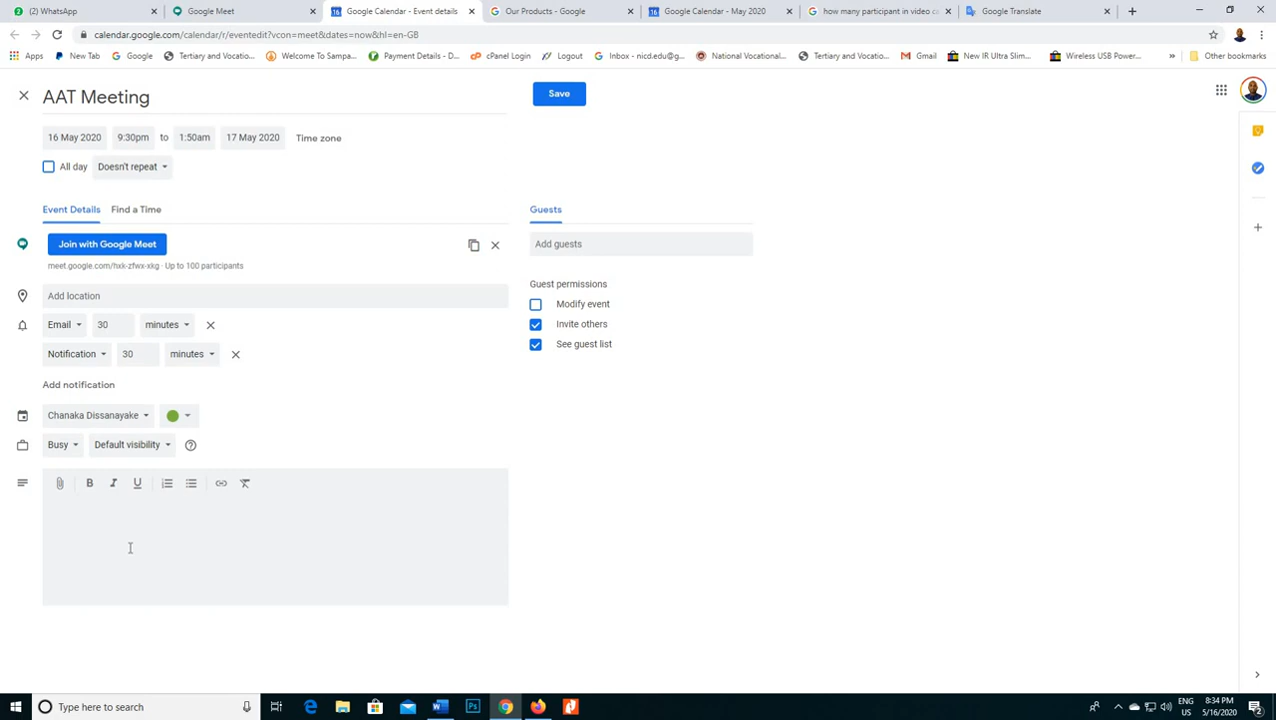 (2) WhatsApp
Google Meet
Google Calendar - Event details
Our Products - Google
Google Calendar - May 2020
how many participant in video c
Google Translate
calendar.google.com/calendar/r/eventedit?vcon=meet&dates=now&hl=en-GB
Apps
New Tab
Google
Tertiary and Vocatio...
Welcome To Sampa...
Payment Details - D...
cPanel Login
Logout
Inbox - nicd.edu@g...
National Vocational...
Tertiary and Vocatio...
Gmail
New IR Ultra Slim...
Wireless USB Power...
»
Other bookmarks
AAT Meeting
Save
16 May 2020 9:30pm to 1:50am 17 May 2020 Time zone
All day Doesn't repeat
Event Details Find a Time
Guests
Join with Google Meet
Add guests
meet.google.com/hxk-zfwx-xkg · Up to 100 participants
Guest permissions
Add location
Modify event
Email 30 minutes
Invite others
Notification 30 minutes
See guest list
Add notification
Chanaka Dissanayake
Busy Default visibility
B I U
Type here to search
W Ps
ENG 8:34 PM
US 5/16/2020
2